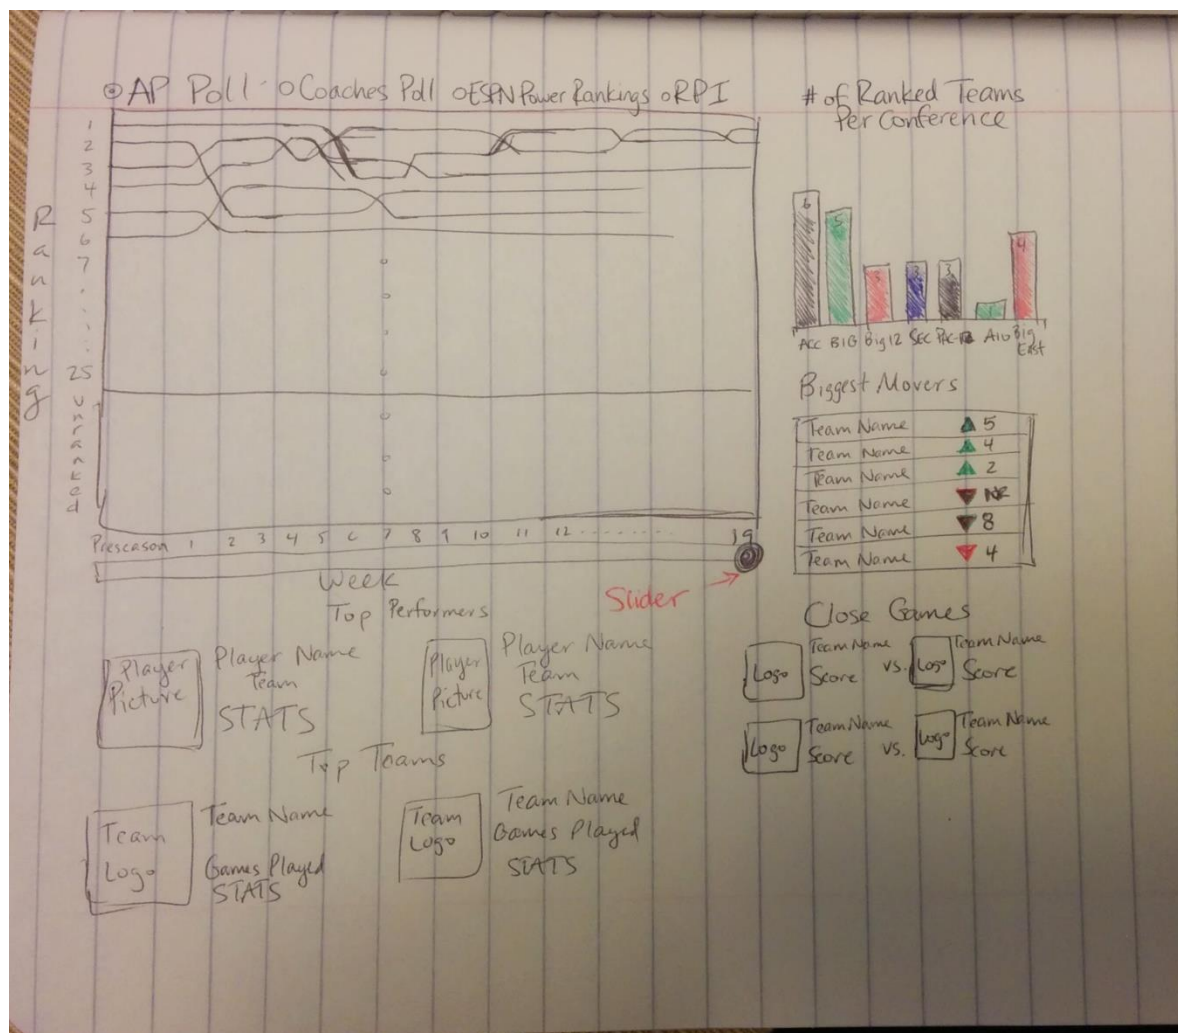 AP Poll Coaches Poll ESPN Power Rankings RPI
Ranking
1
2
3
4
5
6
7
25
Unranked
Preseason 1 2 3 4 5 6 7 8 9 10 11 12 ........ 19
Week
Slider
# of Ranked Teams
Per Conference
6 5 3 3 3 1 4
ACC B1G Big 12 SEC PAC-12 A10 Big East
Biggest Movers
Team Name 5
Team Name 4
Team Name 2
Team Name NR
Team Name 8
Team Name 4
Top Performers
Player Picture
Player Name
Team
STATS
Player Picture
Player Name
Team
STATS
Top Teams
Team Logo
Team Name
Games Played
STATS
Team Logo
Team Name
Games Played
STATS
Close Games
Logo Team Name Score vs. Logo Team Name Score
Logo Team Name Score vs. Logo Team Name Score